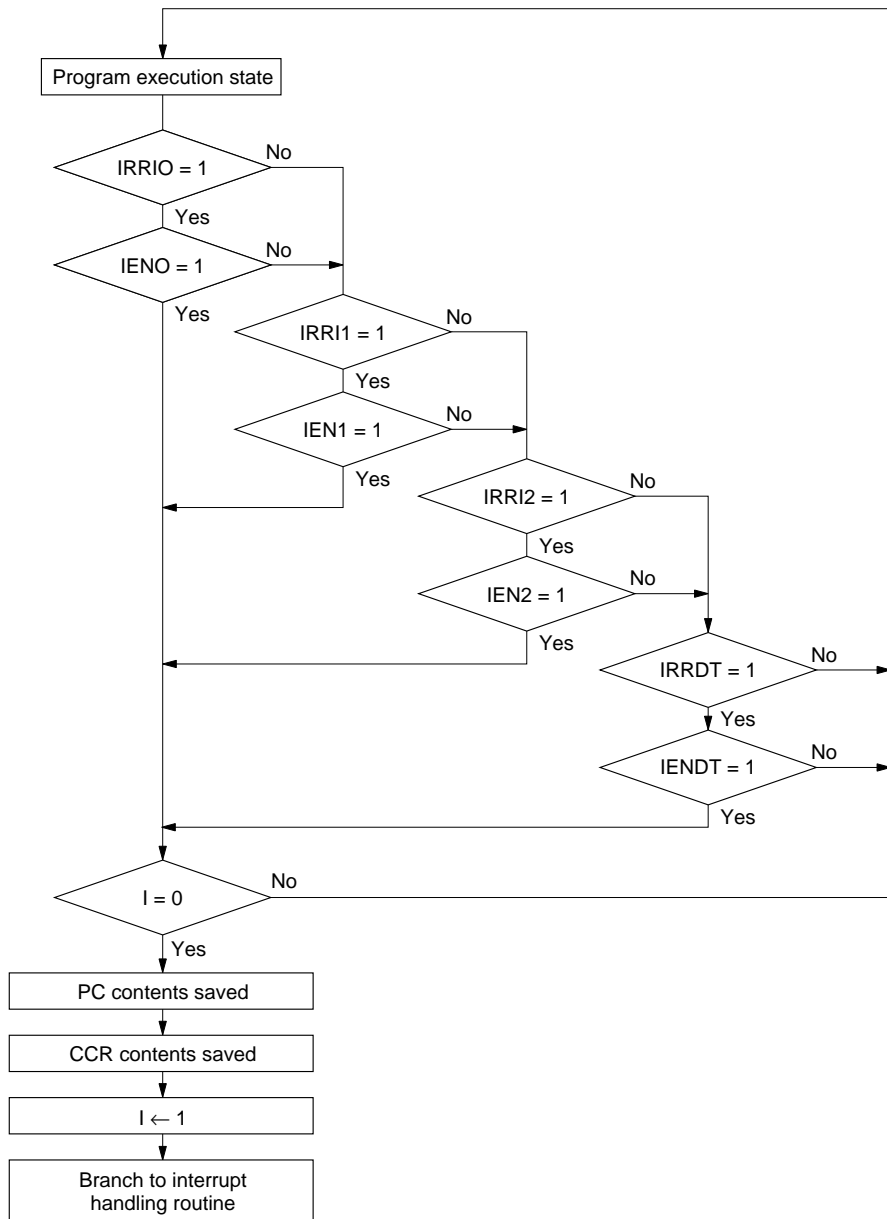 Program execution state
IRRIO = 1
No
Yes
IENO = 1
No
Yes
IRRI1 = 1
No
Yes
IEN1 = 1
No
Yes
IRRI2 = 1
No
Yes
IEN2 = 1
No
Yes
IRRDT = 1
No
Yes
IENDT = 1
No
Yes
I = 0
No
Yes
PC contents saved
CCR contents saved
I ← 1
Branch to interrupt
handling routine